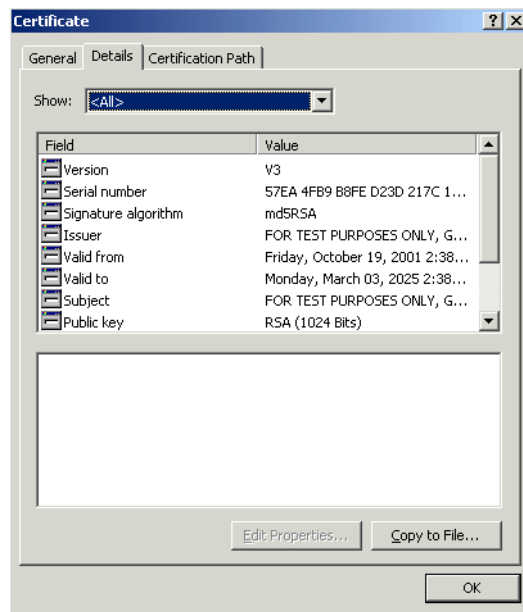 Certificate
General Details Certification Path
Show: <All>
Field Value
Version V3
Serial number 57EA 4FB9 B8FE D23D 217C 1...
Signature algorithm md5RSA
Issuer FOR TEST PURPOSES ONLY, G...
Valid from Friday, October 19, 2001 2:38...
Valid to Monday, March 03, 2025 2:38...
Subject FOR TEST PURPOSES ONLY, G...
Public key RSA (1024 Bits)
Edit Properties... Copy to File...
OK